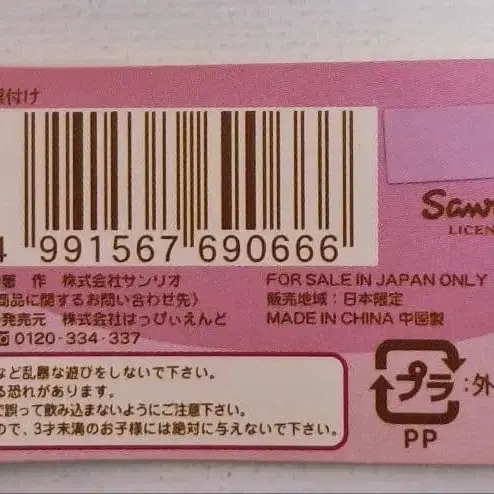 付け
4 991567 690666
Sanr
LICEN
作 株式会社サンリオ
商品に関するお問い合わせ先）
発売元 株式会社はっぴぃえんど
0120-334-337
FOR SALE IN JAPAN ONLY
販売地域：日本限定
MADE IN CHINA 中国製
など乱暴な遊びをしないで下さい。
る恐れがあります。
で誤って飲み込まないようにご注意下さい。
ので、3才未満のお子様には絶対に与えないで下さい。
プラ
：外
PP